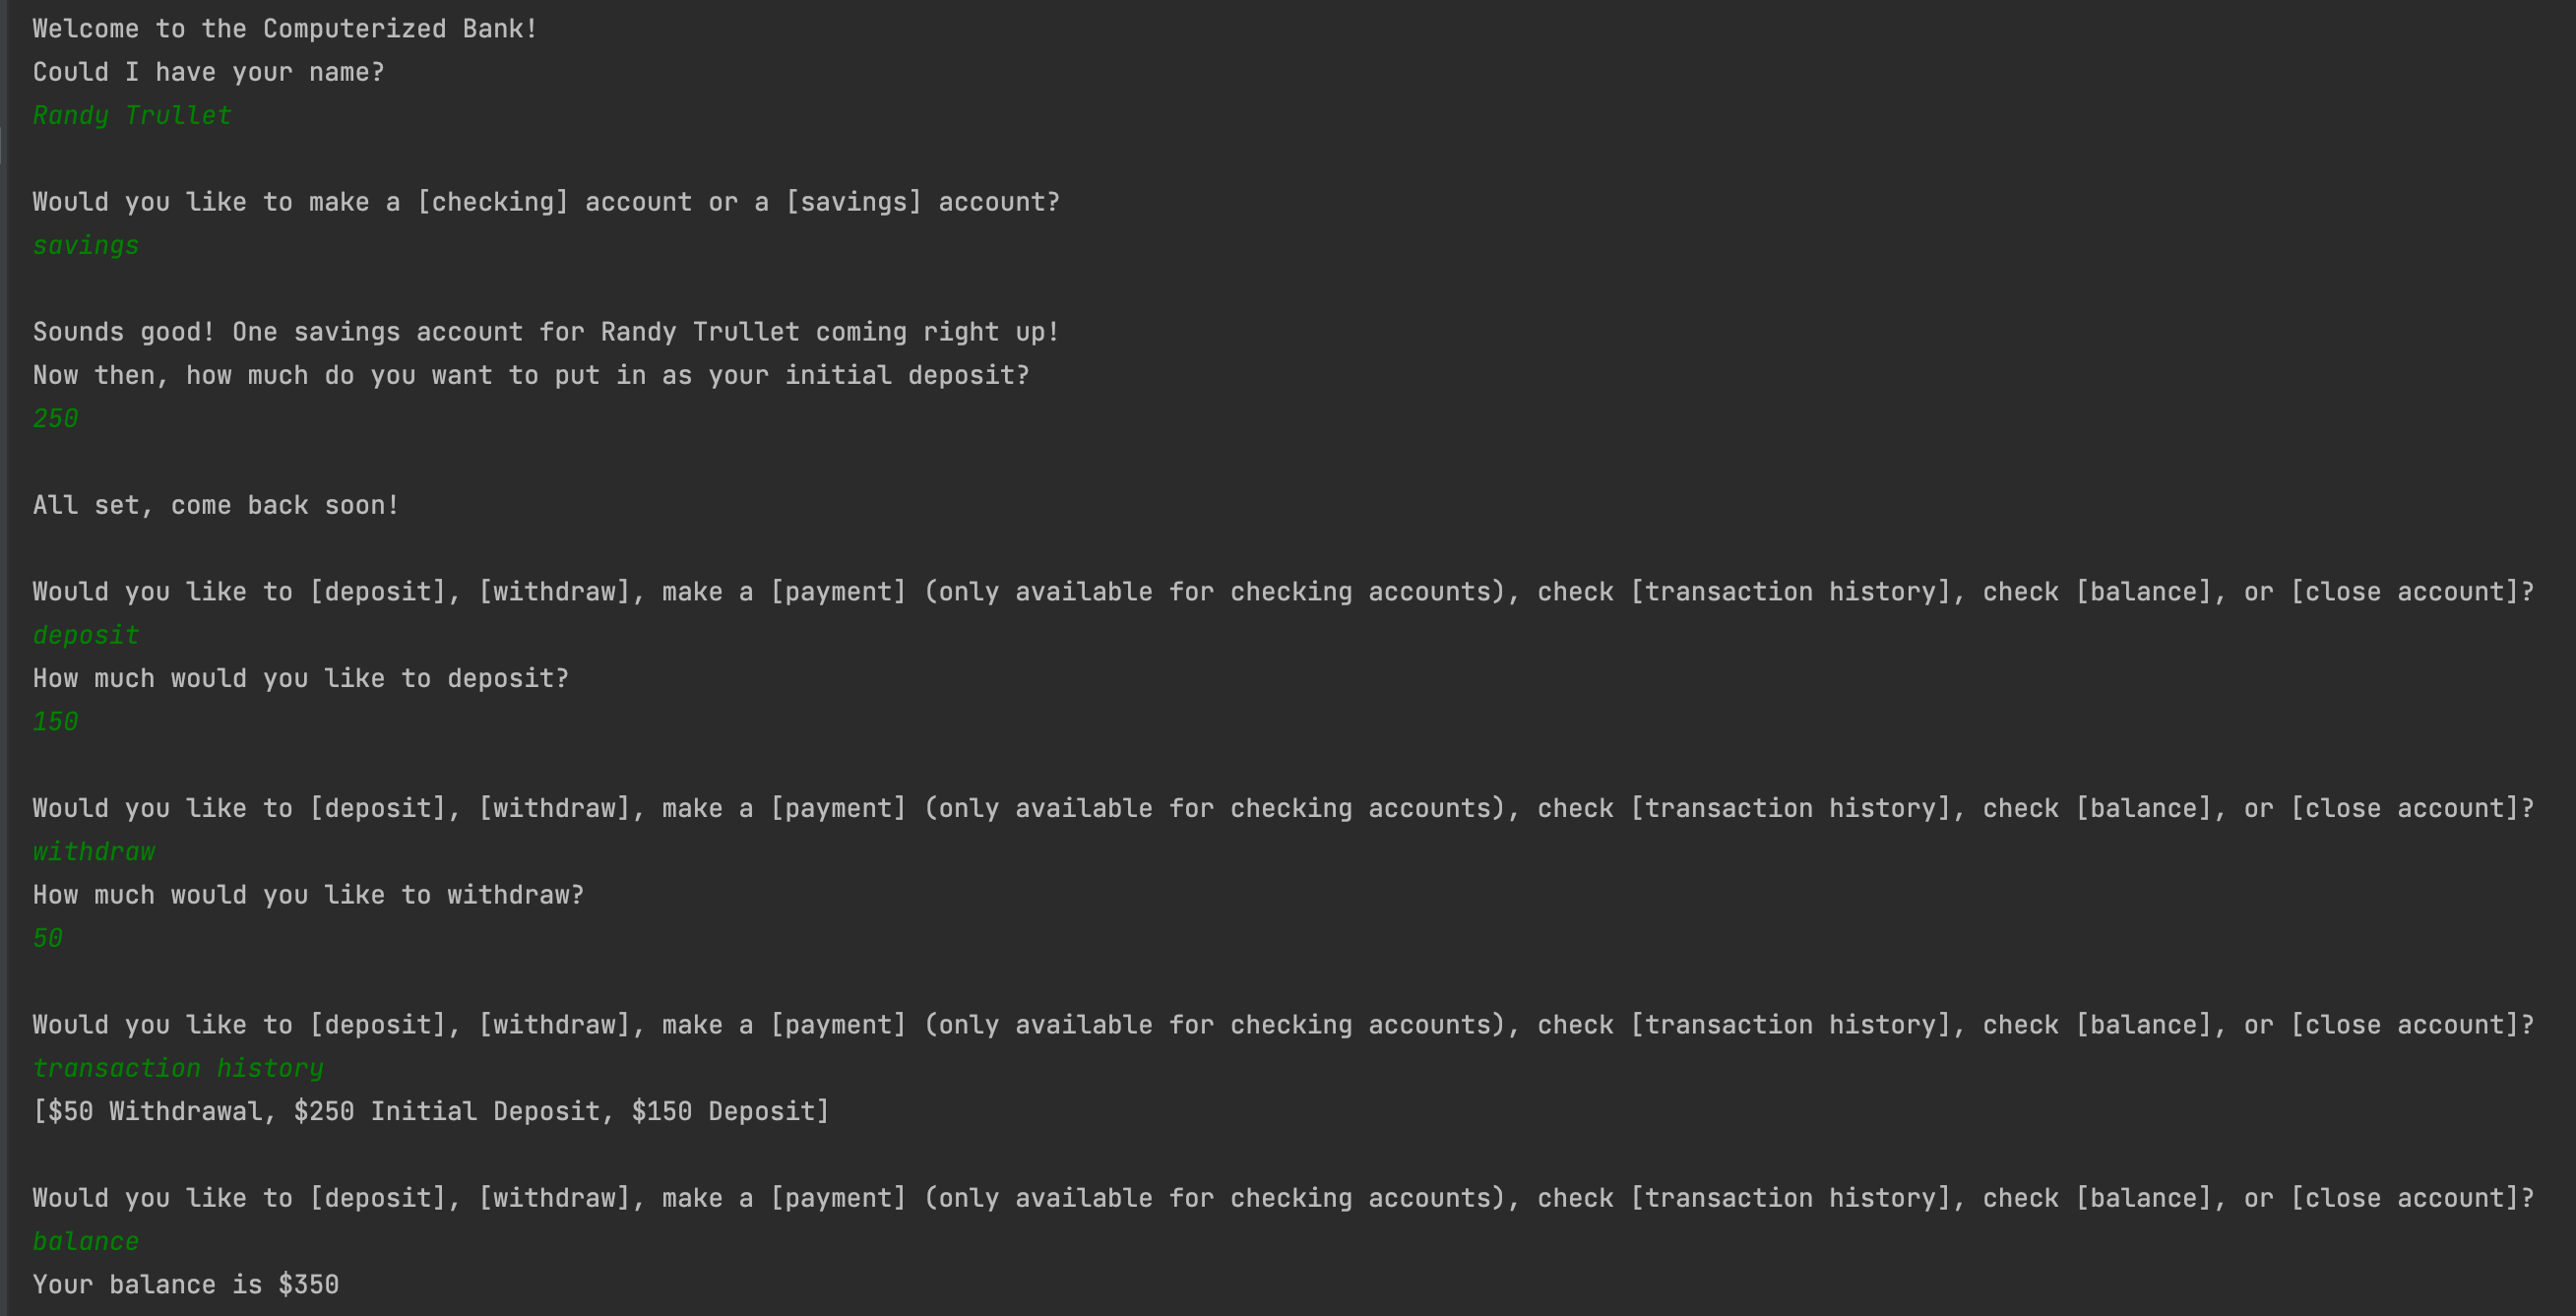 Welcome to the Computerized Bank!
Could I have your name?
Randy Trullet
Would you like to make a [checking] account or a [savings] account?
savings
Sounds good! One savings account for Randy Trullet coming right up!
Now then, how much do you want to put in as your initial deposit?
250
All set, come back soon!
Would you like to [deposit], [withdraw], make a [payment] (only available for checking accounts), check [transaction history], check [balance], or [close account]?
deposit
How much would you like to deposit?
150
Would you like to [deposit], [withdraw], make a [payment] (only available for checking accounts), check [transaction history], check [balance], or [close account]?
withdraw
How much would you like to withdraw?
50
Would you like to [deposit], [withdraw], make a [payment] (only available for checking accounts), check [transaction history], check [balance], or [close account]?
transaction history
[$50 Withdrawal, $250 Initial Deposit, $150 Deposit]
Would you like to [deposit], [withdraw], make a [payment] (only available for checking accounts), check [transaction history], check [balance], or [close account]?
balance
Your balance is $350